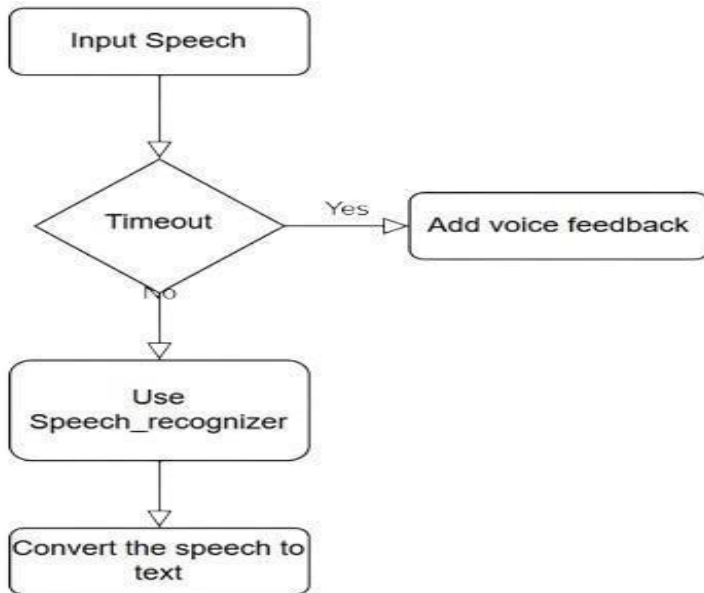 Input Speech
Timeout
Yes
Add voice feedback
No
Use
Speech_recognizer
Convert the speech to
text